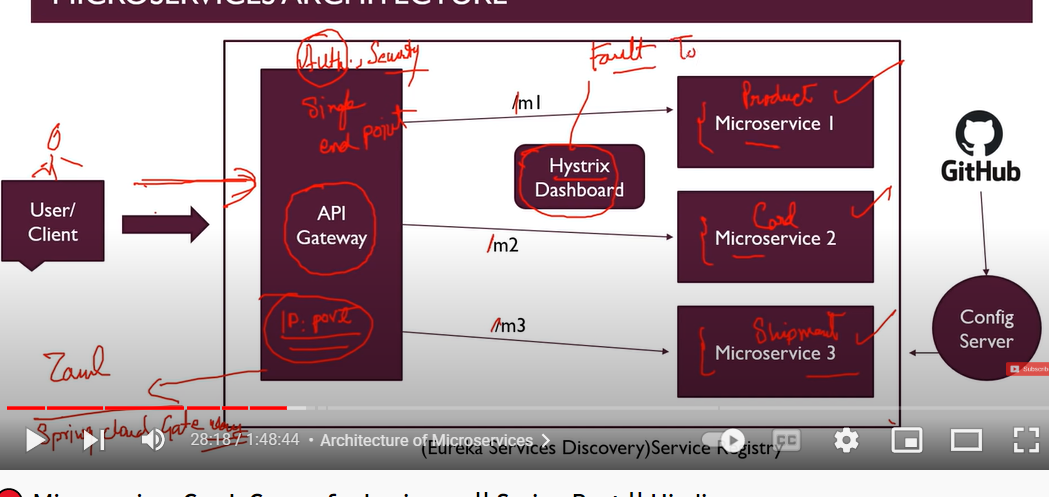 MICROSERVICES ARCHITECTURE
Auth., Security
Fault To
Single
end point
/m1
Product
Microservice 1
Hystrix
Dashboard
GitHub
User/
Client
API
Gateway
/m2
Card
Microservice 2
IP: port
/m3
Shipment
Microservice 3
Config
Server
Zuul
Spring cloud Gate way
Subscrib
28:18 / 1:48:44 • Architecture of Microservices >
CC
(Eureka Services Discovery)Service Registry